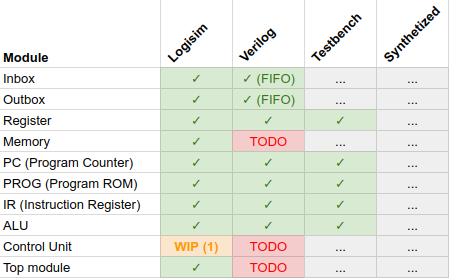 Module Logisim Verilog Testbench Synthetized
Inbox ✓ ✓ (FIFO) ... ...
Outbox ✓ ✓ (FIFO) ... ...
Register ✓ ✓ ✓ ...
Memory ✓ TODO ... ...
PC (Program Counter) ✓ ✓ ✓ ...
PROG (Program ROM) ✓ ✓ ✓ ...
IR (Instruction Register) ✓ ✓ ✓ ...
ALU ✓ ✓ ✓ ...
Control Unit WIP (1) TODO ... ...
Top module ✓ TODO ... ...